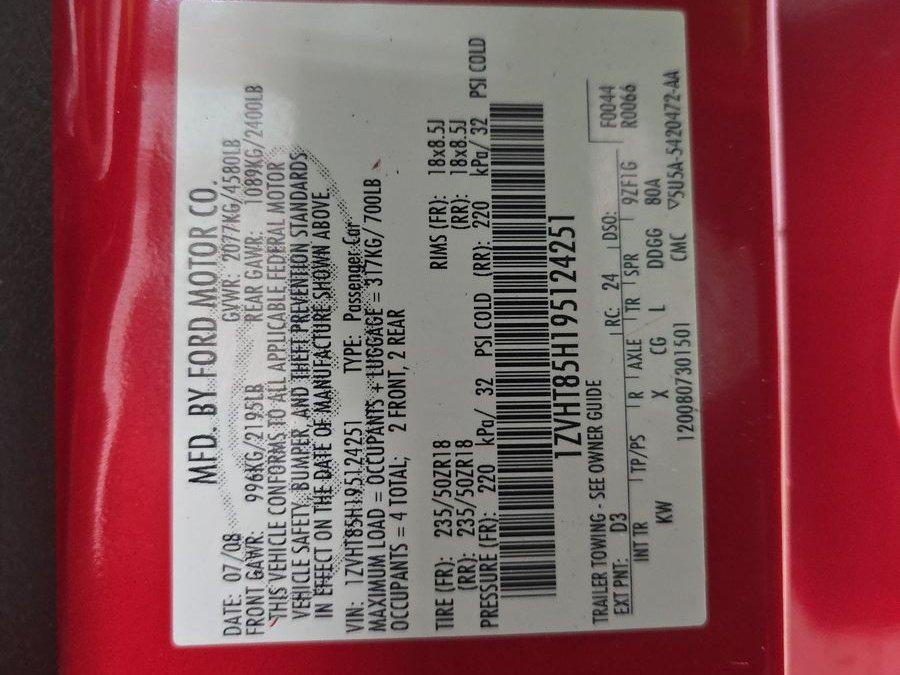 MFD. BY FORD MOTOR CO.
DATE: 07/08 GVWR: 2077KG/4580LB
FRONT GAWR: 996KG/2195LB REAR GAWR: 1089KG/2400LB
THIS VEHICLE CONFORMS TO ALL APPLICABLE FEDERAL MOTOR
VEHICLE SAFETY, BUMPER, AND THEFT PREVENTION STANDARDS
IN EFFECT ON THE DATE OF MANUFACTURE SHOWN ABOVE.
VIN: 1ZVHT85H195124251 TYPE: Passenger Car
MAXIMUM LOAD = OCCUPANTS + LUGGAGE = 317KG/700LB
OCCUPANTS = 4 TOTAL; 2 FRONT, 2 REAR
TIRE (FR): 235/50ZR18 RIMS (FR): 18x8.5J
(RR): 235/50ZR18 (RR): 18x8.5J
PRESSURE (FR): 220 kPa/ 32 PSI COLD (RR): 220 kPa/ 32 PSI COLD
1ZVHT85H195124251
TRAILER TOWING - SEE OWNER GUIDE F0044
EXT PNT: D3 RC: 24 DSO: R0066
INT TR TP/PS R AXLE TR SPR 9ZF1G
KW X CG L DDGG 80A
1200807301501 CMC ▽5U5A-5420472-AA